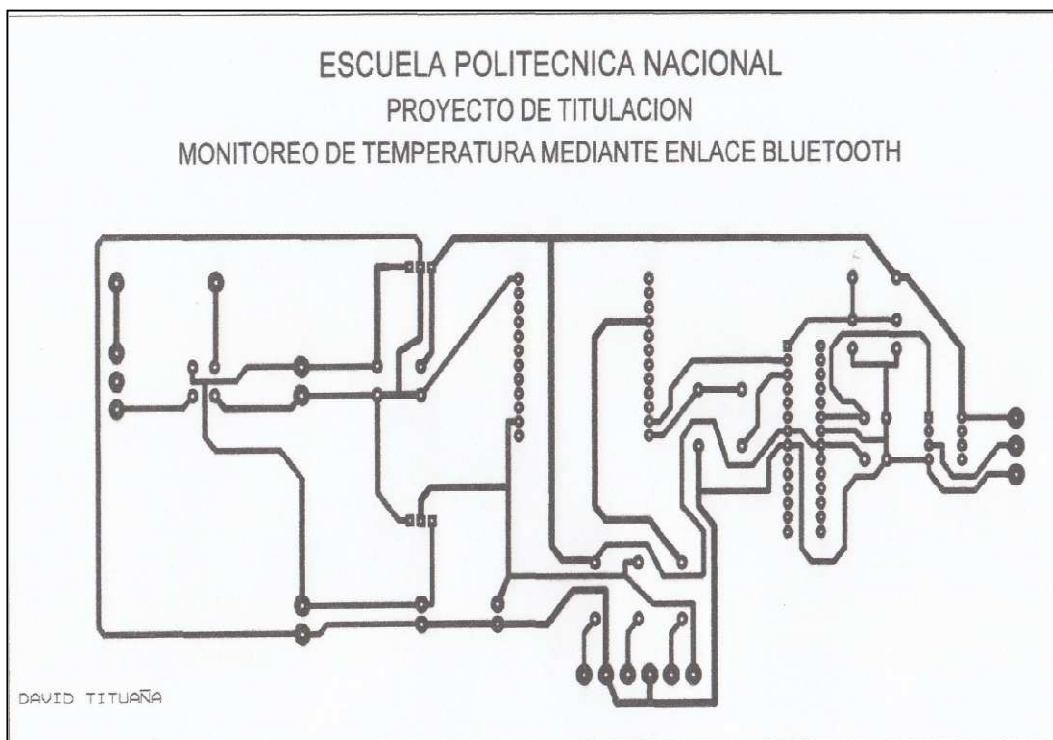 ESCUELA POLITECNICA NACIONAL
PROYECTO DE TITULACION
MONITOREO DE TEMPERATURA MEDIANTE ENLACE BLUETOOTH
DAVID TITUAÑA